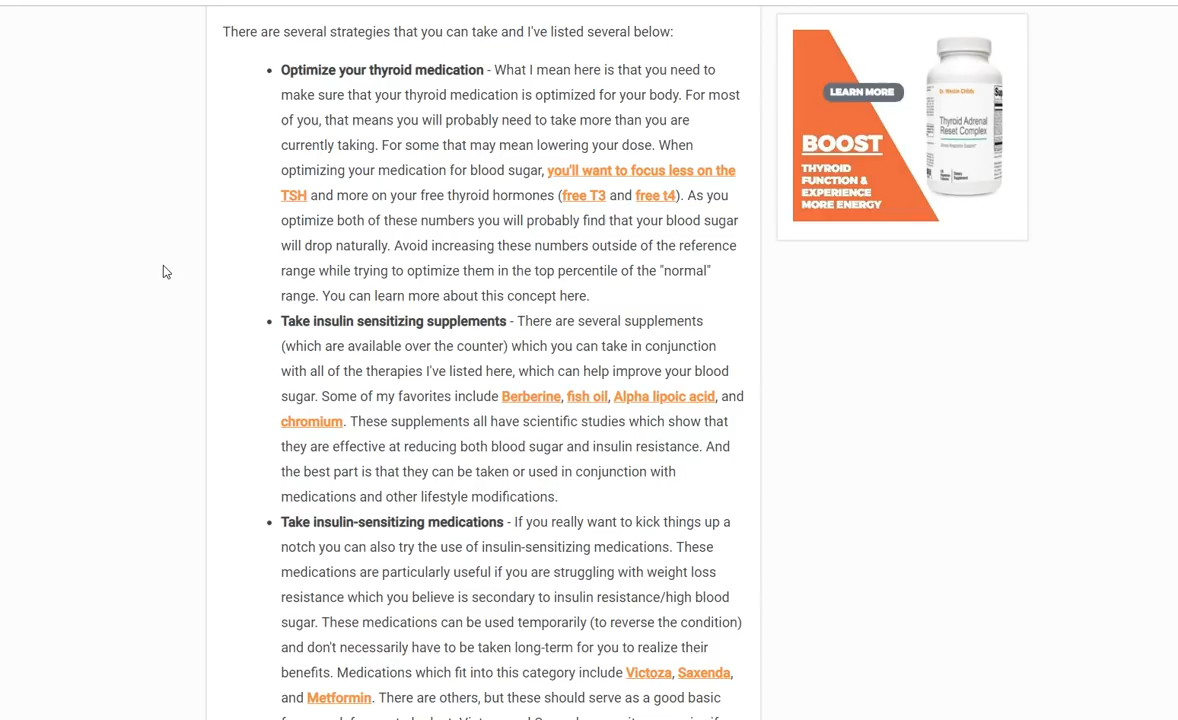 There are several strategies that you can take and I've listed several below:
Optimize your thyroid medication - What I mean here is that you need to
make sure that your thyroid medication is optimized for your body. For most
of you, that means you will probably need to take more than you are
currently taking. For some that may mean lowering your dose. When
optimizing your medication for blood sugar, you'll want to focus less on the
TSH and more on your free thyroid hormones (free T3 and free t4). As you
optimize both of these numbers you will probably find that your blood sugar
will drop naturally. Avoid increasing these numbers outside of the reference
range while trying to optimize them in the top percentile of the "normal"
range. You can learn more about this concept here.
Take insulin sensitizing supplements - There are several supplements
(which are available over the counter) which you can take in conjunction
with all of the therapies I've listed here, which can help improve your blood
sugar. Some of my favorites include Berberine, fish oil, Alpha lipoic acid, and
chromium. These supplements all have scientific studies which show that
they are effective at reducing both blood sugar and insulin resistance. And
the best part is that they can be taken or used in conjunction with
medications and other lifestyle modifications.
Take insulin-sensitizing medications - If you really want to kick things up a
notch you can also try the use of insulin-sensitizing medications. These
medications are particularly useful if you are struggling with weight loss
resistance which you believe is secondary to insulin resistance/high blood
sugar. These medications can be used temporarily (to reverse the condition)
and don't necessarily have to be taken long-term for you to realize their
benefits. Medications which fit into this category include Victoza, Saxenda,
and Metformin. There are others, but these should serve as a good basic
LEARN MORE
BOOST
THYROID
FUNCTION &
EXPERIENCE
MORE ENERGY
Dr. Westin Childs
Thyroid Adrenal
Reset Complex